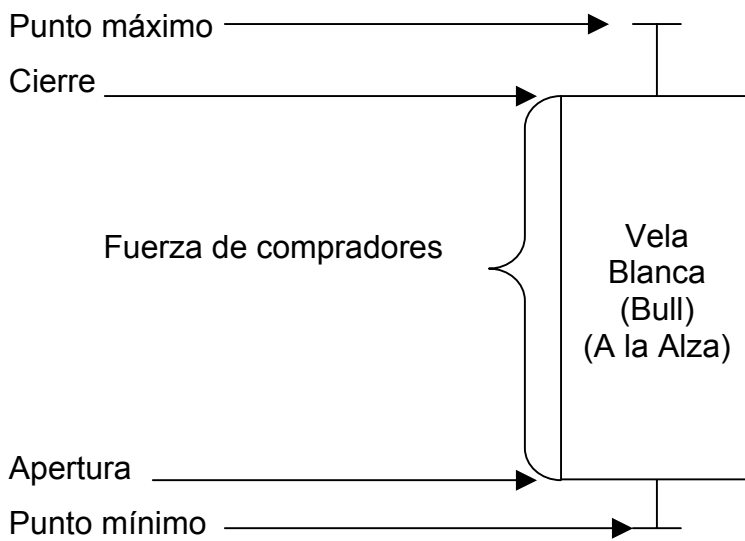 Punto máximo
Cierre
Fuerza de compradores
Vela
Blanca
(Bull)
(A la Alza)
Apertura
Punto mínimo